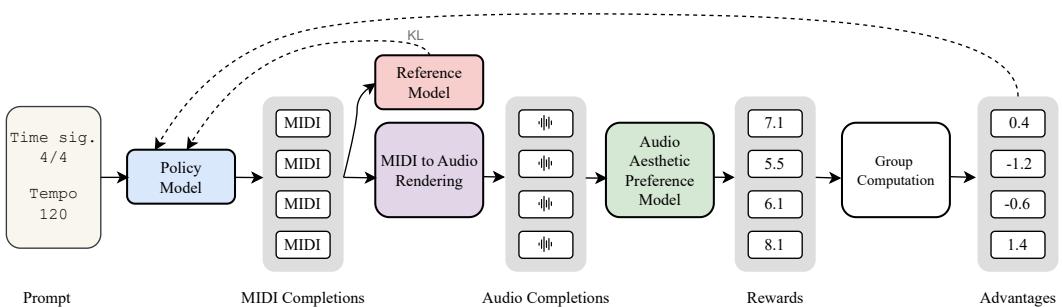 KL
Reference
Model
Time sig.
4/4
Tempo
120
Policy
Model
MIDI
MIDI
MIDI
MIDI
MIDI to Audio
Rendering
Audio
Aesthetic
Preference
Model
7.1
5.5
6.1
8.1
Group
Computation
0.4
-1.2
-0.6
1.4
Prompt
MIDI Completions
Audio Completions
Rewards
Advantages